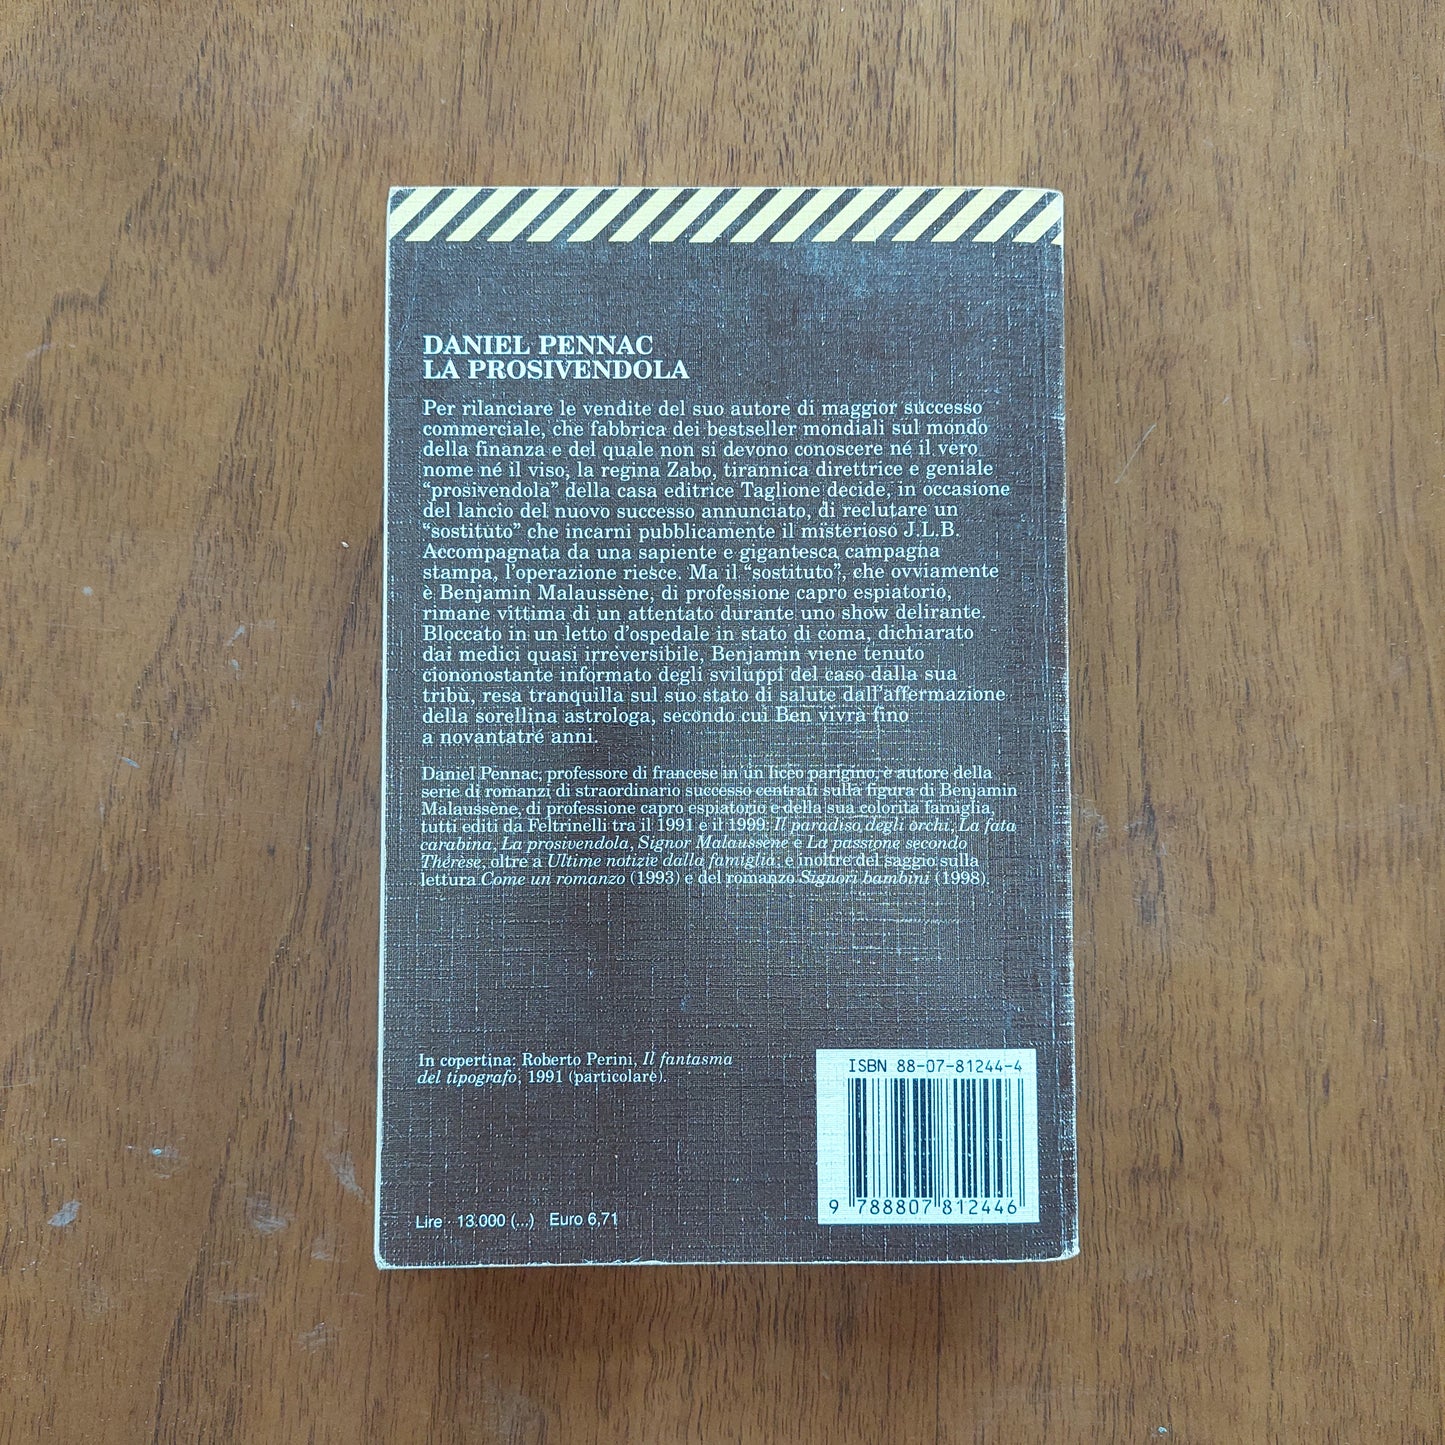 DANIEL PENNAC
LA PROSIVENDOLA
Per rilanciare le vendite del suo autore di maggior successo
commerciale, che fabbrica dei bestseller mondiali sul mondo
della finanza e del quale non si devono conoscere né il vero
nome né il viso, la regina Zabo, tirannica direttrice e geniale
“prosivendola” della casa editrice Taglione decide, in occasione
del lancio del nuovo successo annunciato, di reclutare un
“sostituto” che incarni pubblicamente il misterioso J.L.B.
Accompagnata da una sapiente e gigantesca campagna
stampa, l’operazione riesce. Ma il “sostituto”, che ovviamente
è Benjamin Malaussène, di professione capro espiatorio,
rimane vittima di un attentato durante uno show delirante.
Bloccato in un letto d’ospedale in stato di coma, dichiarato
dai medici quasi irreversibile, Benjamin viene tenuto
ciononostante informato degli sviluppi del caso dalla sua
tribù, resa tranquilla sul suo stato di salute dall’affermazione
della sorellina astrologa, secondo cui Ben vivrà fino
a novantatré anni.
Daniel Pennac, professore di francese in un liceo parigino, è autore della
serie di romanzi di straordinario successo centrati sulla figura di Benjamin
Malaussène, di professione capro espiatorio e della sua colorita famiglia,
tutti editi da Feltrinelli tra il 1991 e il 1999: Il paradiso degli orchi, La fata
carabina, La prosivendola, Signor Malaussène e La passione secondo
Thérèse, oltre a Ultime notizie dalla famiglia; e inoltre del saggio sulla
lettura Come un romanzo (1993) e del romanzo Signori bambini (1998).
In copertina: Roberto Perini, Il fantasma
del tipografo, 1991 (particolare).
ISBN 88-07-81244-4
9 788807 812446
Lire · 13.000 (...) Euro 6,71